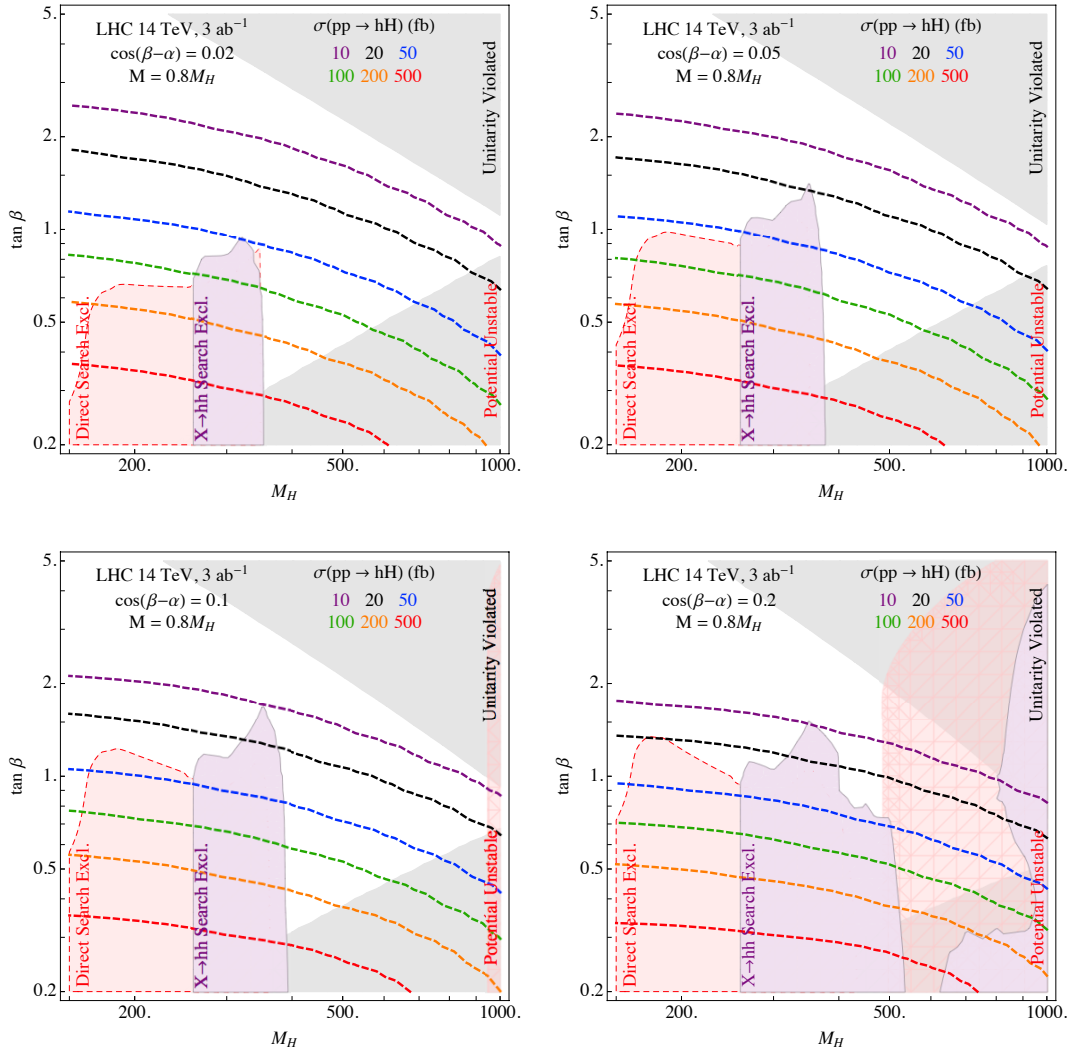 LHC 14 TeV, 3 ab⁻¹
cos(β−α) = 0.02
M = 0.8M_H
σ(pp → hH) (fb)
10 20 50
100 200 500
Unitarity Violated
Potential Unstable
Direct Search Excl.
X→hh Search Excl.
tan β
5.
2.
1.
0.5
0.2
200. 500. 1000.
M_H
LHC 14 TeV, 3 ab⁻¹
cos(β−α) = 0.05
M = 0.8M_H
σ(pp → hH) (fb)
10 20 50
100 200 500
Unitarity Violated
Potential Unstable
Direct Search Excl.
X→hh Search Excl.
tan β
5.
2.
1.
0.5
0.2
200. 500. 1000.
M_H
LHC 14 TeV, 3 ab⁻¹
cos(β−α) = 0.1
M = 0.8M_H
σ(pp → hH) (fb)
10 20 50
100 200 500
Unitarity Violated
Potential Unstable
Direct Search Excl.
X→hh Search Excl.
tan β
5.
2.
1.
0.5
0.2
200. 500. 1000.
M_H
LHC 14 TeV, 3 ab⁻¹
cos(β−α) = 0.2
M = 0.8M_H
σ(pp → hH) (fb)
10 20 50
100 200 500
Unitarity Violated
Potential Unstable
Direct Search Excl.
X→hh Search Excl.
tan β
5.
2.
1.
0.5
0.2
200. 500. 1000.
M_H